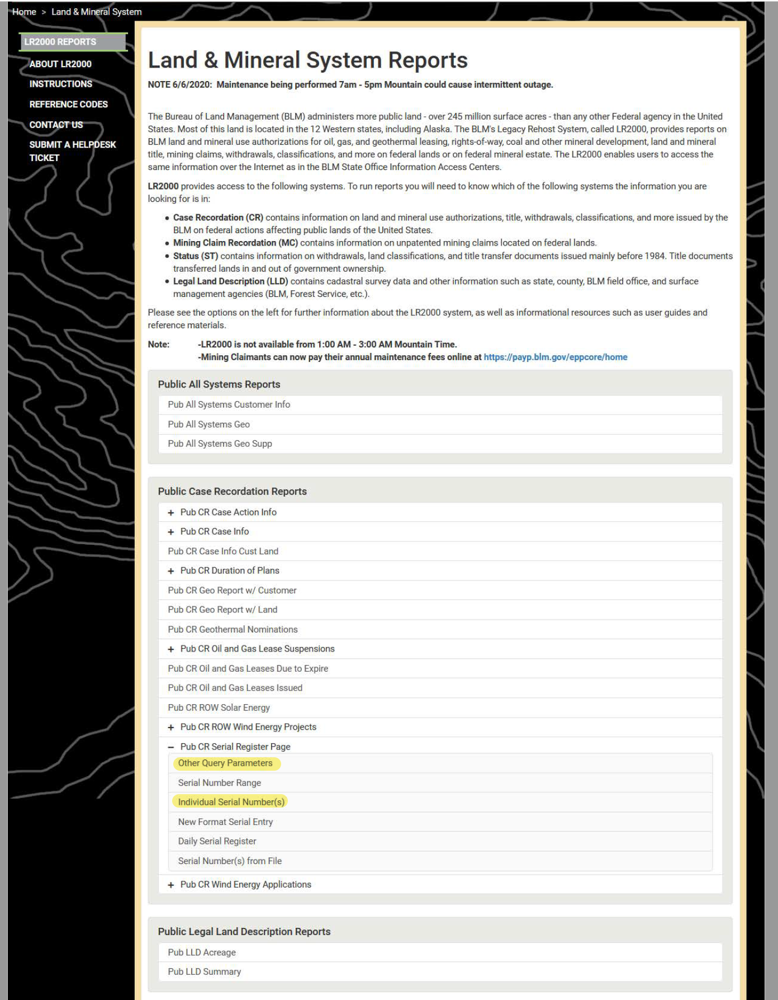 Home > Land & Mineral System
LR2000 REPORTS
ABOUT LR2000
INSTRUCTIONS
REFERENCE CODES
CONTACT US
SUBMIT A HELPDESK
TICKET
Land & Mineral System Reports
NOTE 6/6/2020: Maintenance being performed 7am - 5pm Mountain could cause intermittent outage.
The Bureau of Land Management (BLM) administers more public land - over 245 million surface acres - than any other Federal agency in the United
States. Most of this land is located in the 12 Western states, including Alaska. The BLM's Legacy Rehost System, called LR2000, provides reports on
BLM land and mineral use authorizations for oil, gas, and geothermal leasing, rights-of-way, coal and other mineral development, land and mineral
title, mining claims, withdrawals, classifications, and more on federal lands or on federal mineral estate. The LR2000 enables users to access the
same information over the Internet as in the BLM State Office Information Access Centers.
LR2000 provides access to the following systems. To run reports you will need to know which of the following systems the information you are
looking for is in:
• Case Recordation (CR) contains information on land and mineral use authorizations, title, withdrawals, classifications, and more issued by the
BLM on federal actions affecting public lands of the United States.
• Mining Claim Recordation (MC) contains information on unpatented mining claims located on federal lands.
• Status (ST) contains information on withdrawals, land classifications, and title transfer documents issued mainly before 1984. Title documents
transferred lands in and out of government ownership.
• Legal Land Description (LLD) contains cadastral survey data and other information such as state, county, BLM field office, and surface
management agencies (BLM, Forest Service, etc.).
Please see the options on the left for further information about the LR2000 system, as well as informational resources such as user guides and
reference materials.
Note: -LR2000 is not available from 1:00 AM - 3:00 AM Mountain Time.
-Mining Claimants can now pay their annual maintenance fees online at https://payp.blm.gov/eppcore/home
Public All Systems Reports
Pub All Systems Customer Info
Pub All Systems Geo
Pub All Systems Geo Supp
Public Case Recordation Reports
+ Pub CR Case Action Info
+ Pub CR Case Info
Pub CR Case Info Cust Land
+ Pub CR Duration of Plans
Pub CR Geo Report w/ Customer
Pub CR Geo Report w/ Land
Pub CR Geothermal Nominations
+ Pub CR Oil and Gas Lease Suspensions
Pub CR Oil and Gas Leases Due to Expire
Pub CR Oil and Gas Leases Issued
Pub CR ROW Solar Energy
+ Pub CR ROW Wind Energy Projects
– Pub CR Serial Register Page
Other Query Parameters
Serial Number Range
Individual Serial Number(s)
New Format Serial Entry
Daily Serial Register
Serial Number(s) from File
+ Pub CR Wind Energy Applications
Public Legal Land Description Reports
Pub LLD Acreage
Pub LLD Summary